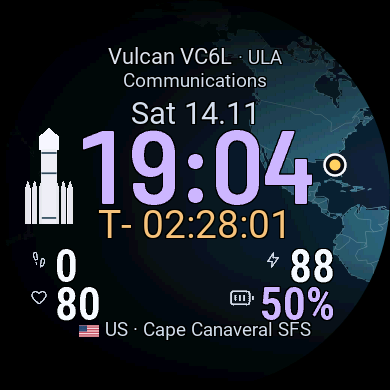 Vulcan VC6L · ULA
Communications
Sat 14.11
19:04
T- 02:28:01
0 88
80 50%
US · Cape Canaveral SFS